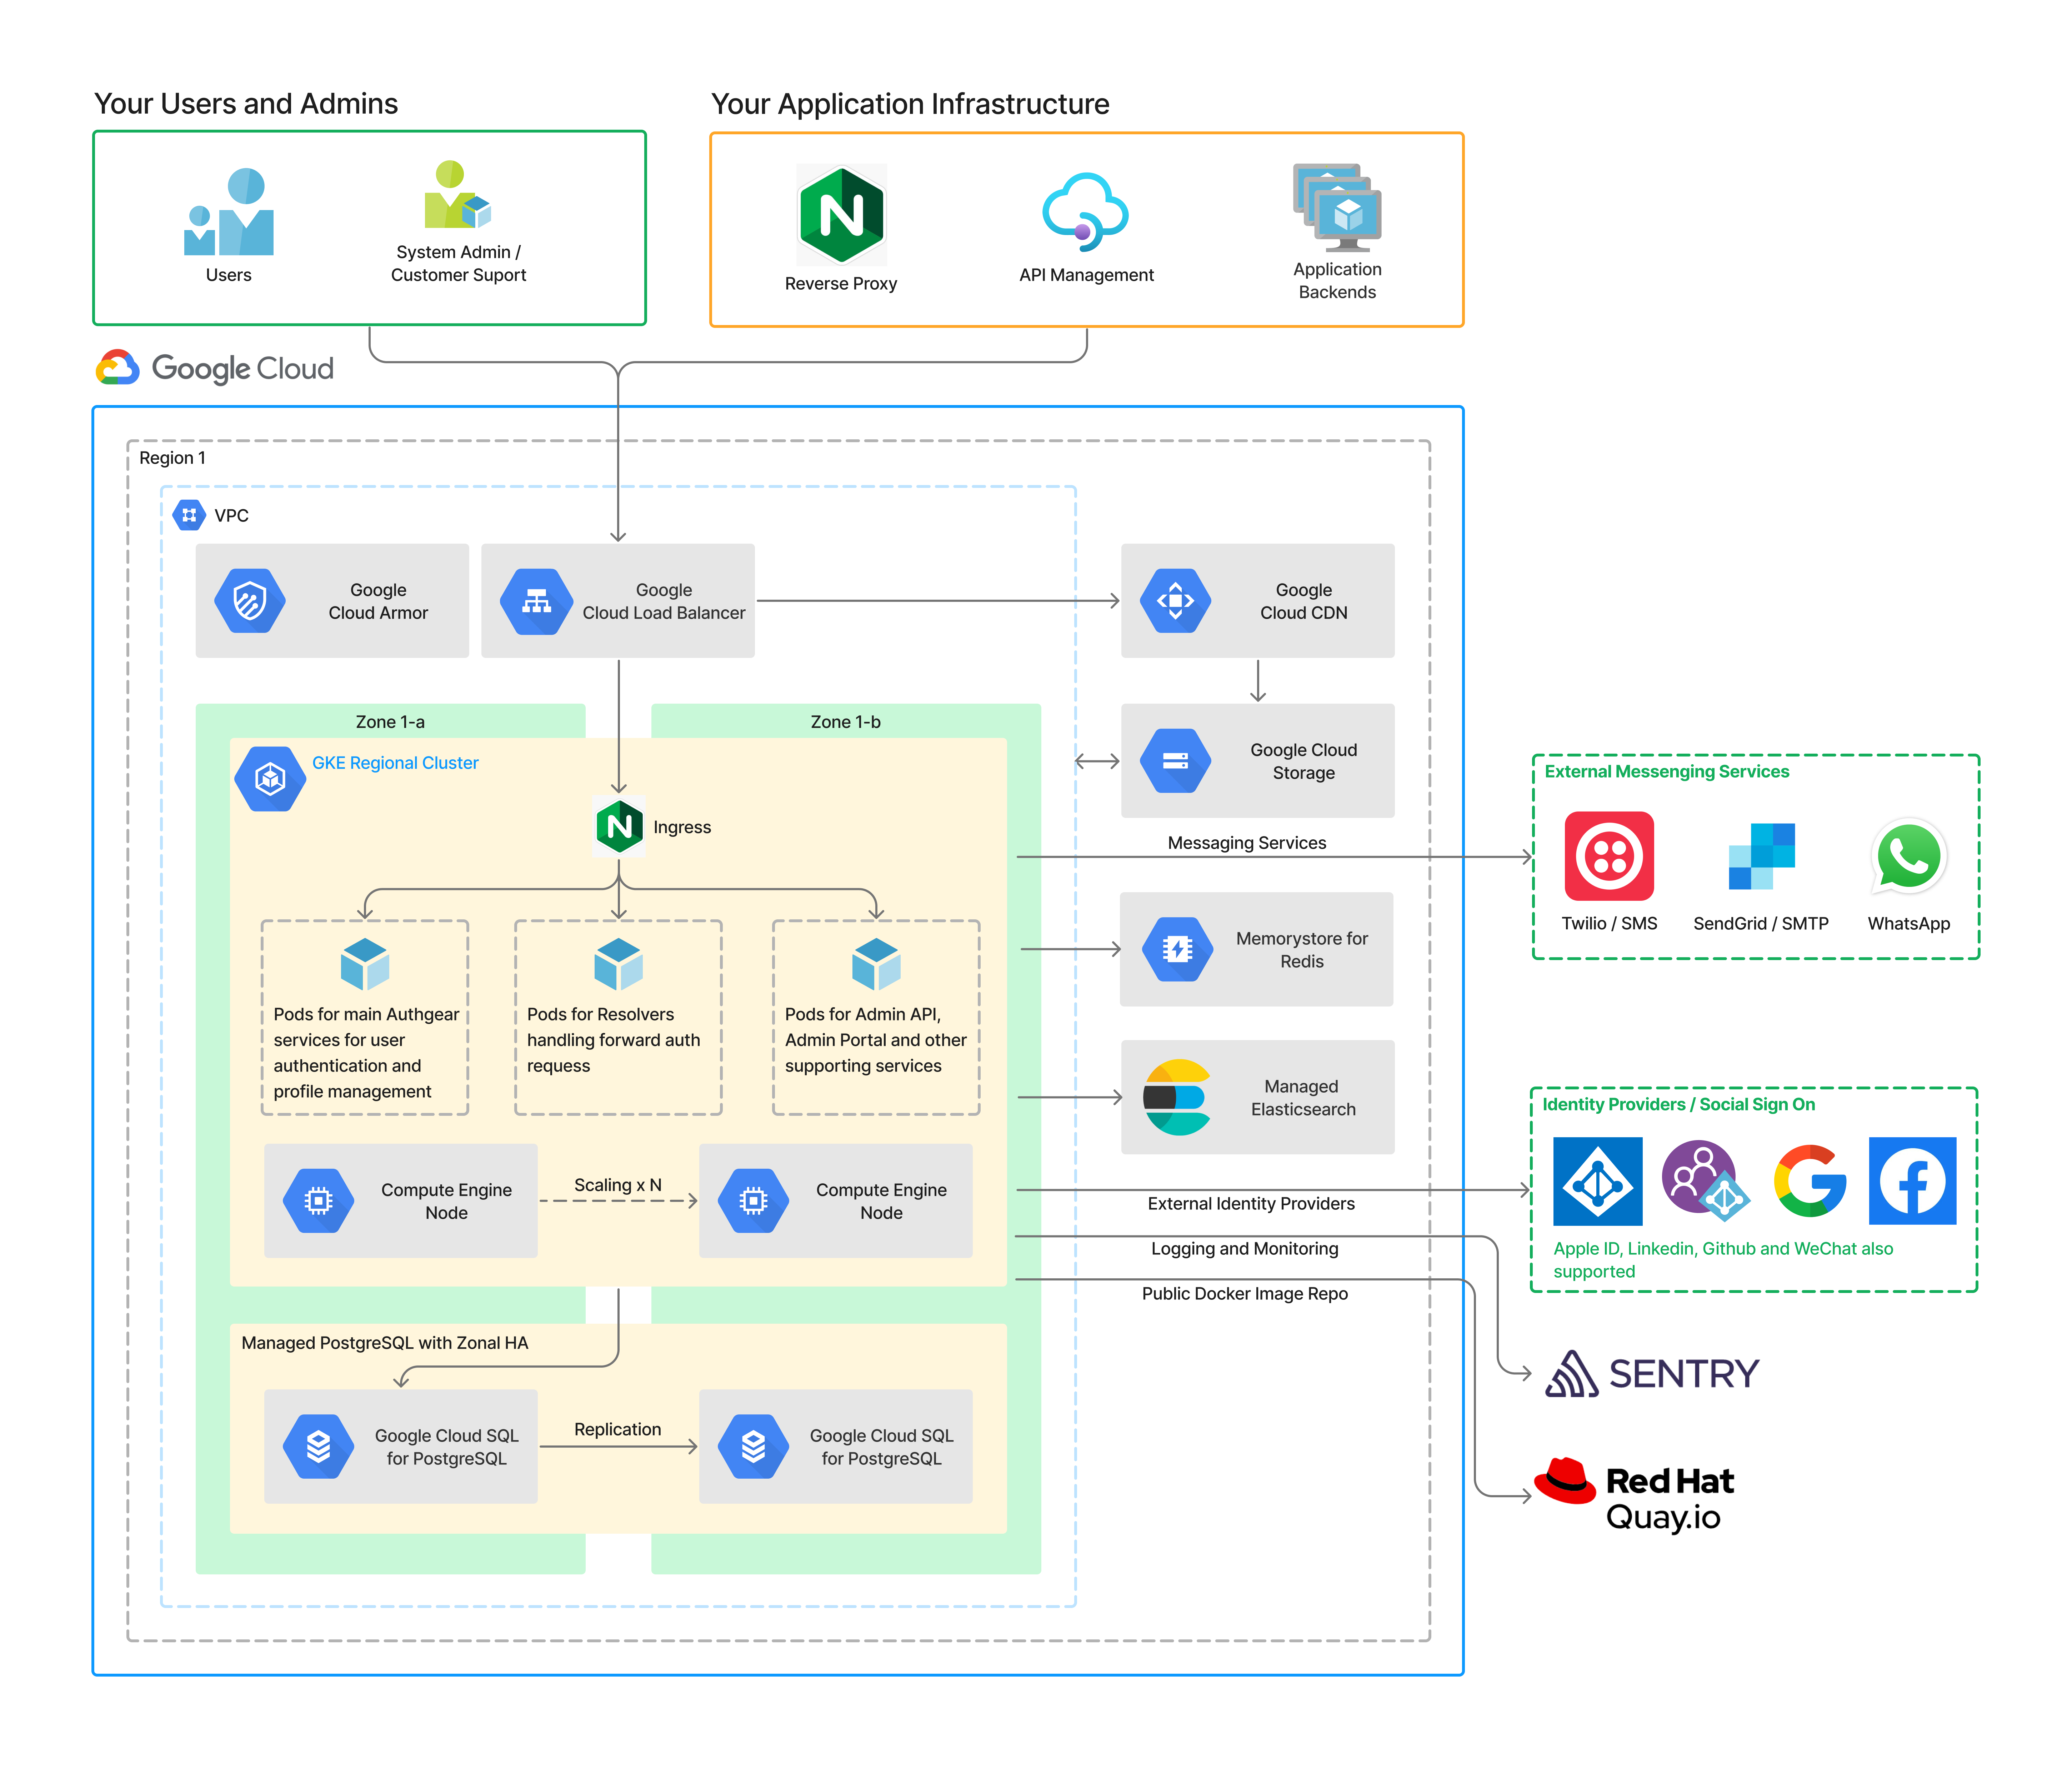 Your Users and Admins
Your Application Infrastructure
Users
System Admin /
Customer Suport
Reverse Proxy
API Management
Application
Backends
Google Cloud
Region 1
VPC
Google
Cloud Armor
Google
Cloud Load Balancer
Google
Cloud CDN
Zone 1-a
Zone 1-b
GKE Regional Cluster
Google Cloud
Storage
Ingress
Messaging Services
External Messenging Services
Twilio / SMS
SendGrid / SMTP
WhatsApp
Memorystore for
Redis
Pods for main Authgear
services for user
authentication and
profile management
Pods for Resolvers
handling forward auth
requess
Pods for Admin API,
Admin Portal and other
supporting services
Managed
Elasticsearch
Identity Providers / Social Sign On
Apple ID, Linkedin, Github and WeChat also
supported
Compute Engine
Node
Scaling x N
Compute Engine
Node
External Identity Providers
Logging and Monitoring
Public Docker Image Repo
Managed PostgreSQL with Zonal HA
Google Cloud SQL
for PostgreSQL
Replication
Google Cloud SQL
for PostgreSQL
SENTRY
Red Hat
Quay.io